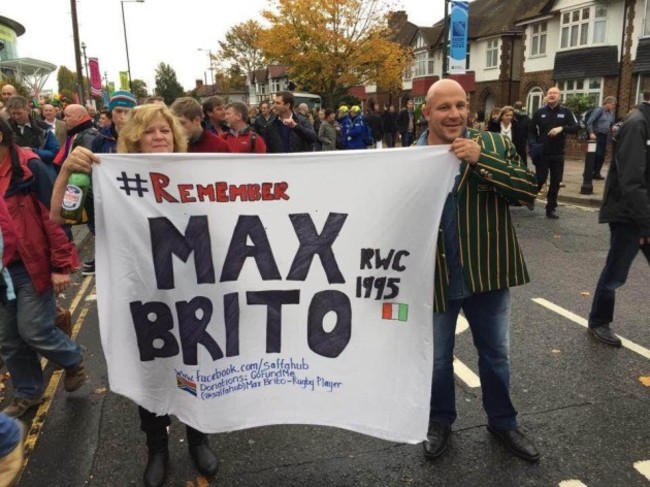 #REMEMBER
MAX
BRITO
RWC
1995
www.facebook.com/saffahub
Donations: GoFundMe
(@saffahub) Max Brito-Rugby Player